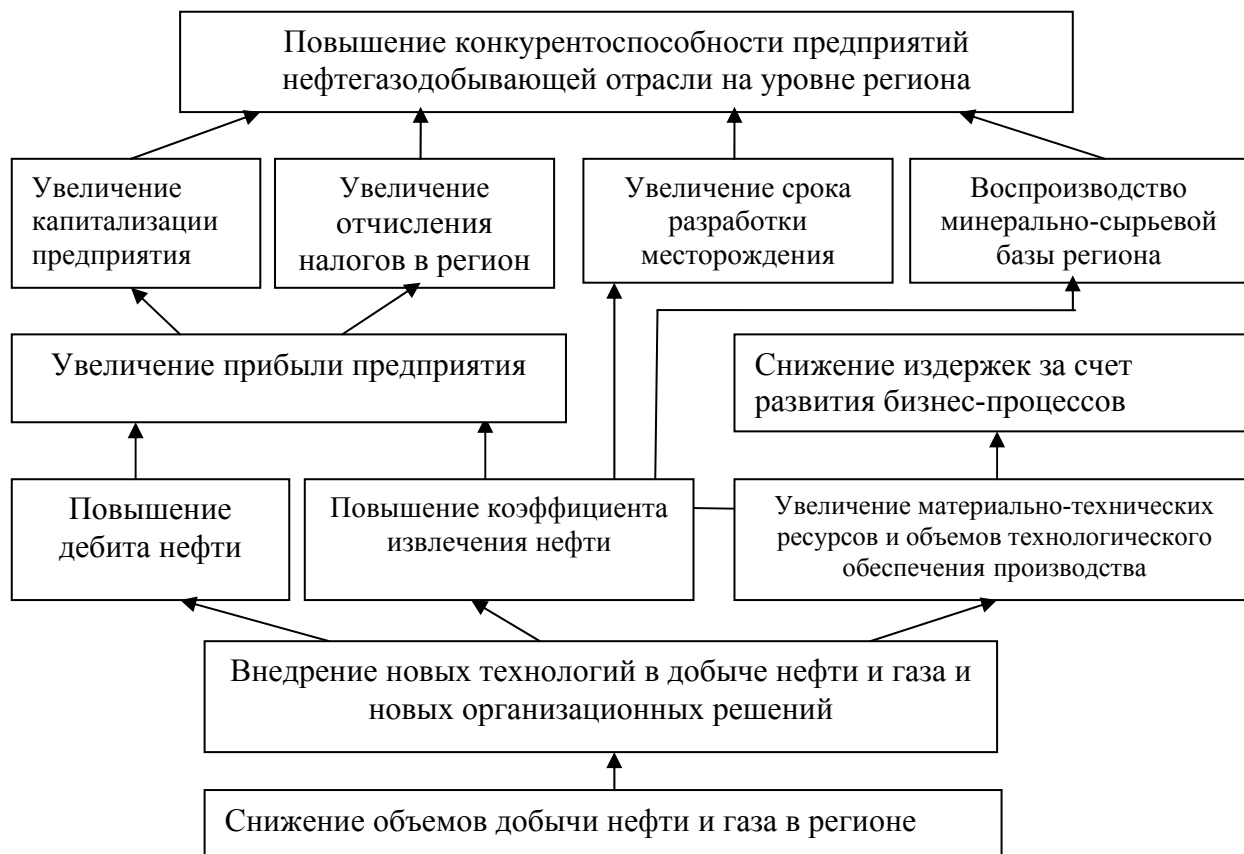 Повышение конкурентоспособности предприятий
нефтегазодобывающей отрасли на уровне региона
Увеличение
капитализации
предприятия
Увеличение
отчисления
налогов в регион
Увеличение срока
разработки
месторождения
Воспроизводство
минерально-сырьевой
базы региона
Увеличение прибыли предприятия
Снижение издержек за счет
развития бизнес-процессов
Повышение
дебита нефти
Повышение коэффициента
извлечения нефти
Увеличение материально-технических
ресурсов и объемов технологического
обеспечения производства
Внедрение новых технологий в добыче нефти и газа и
новых организационных решений
Снижение объемов добычи нефти и газа в регионе